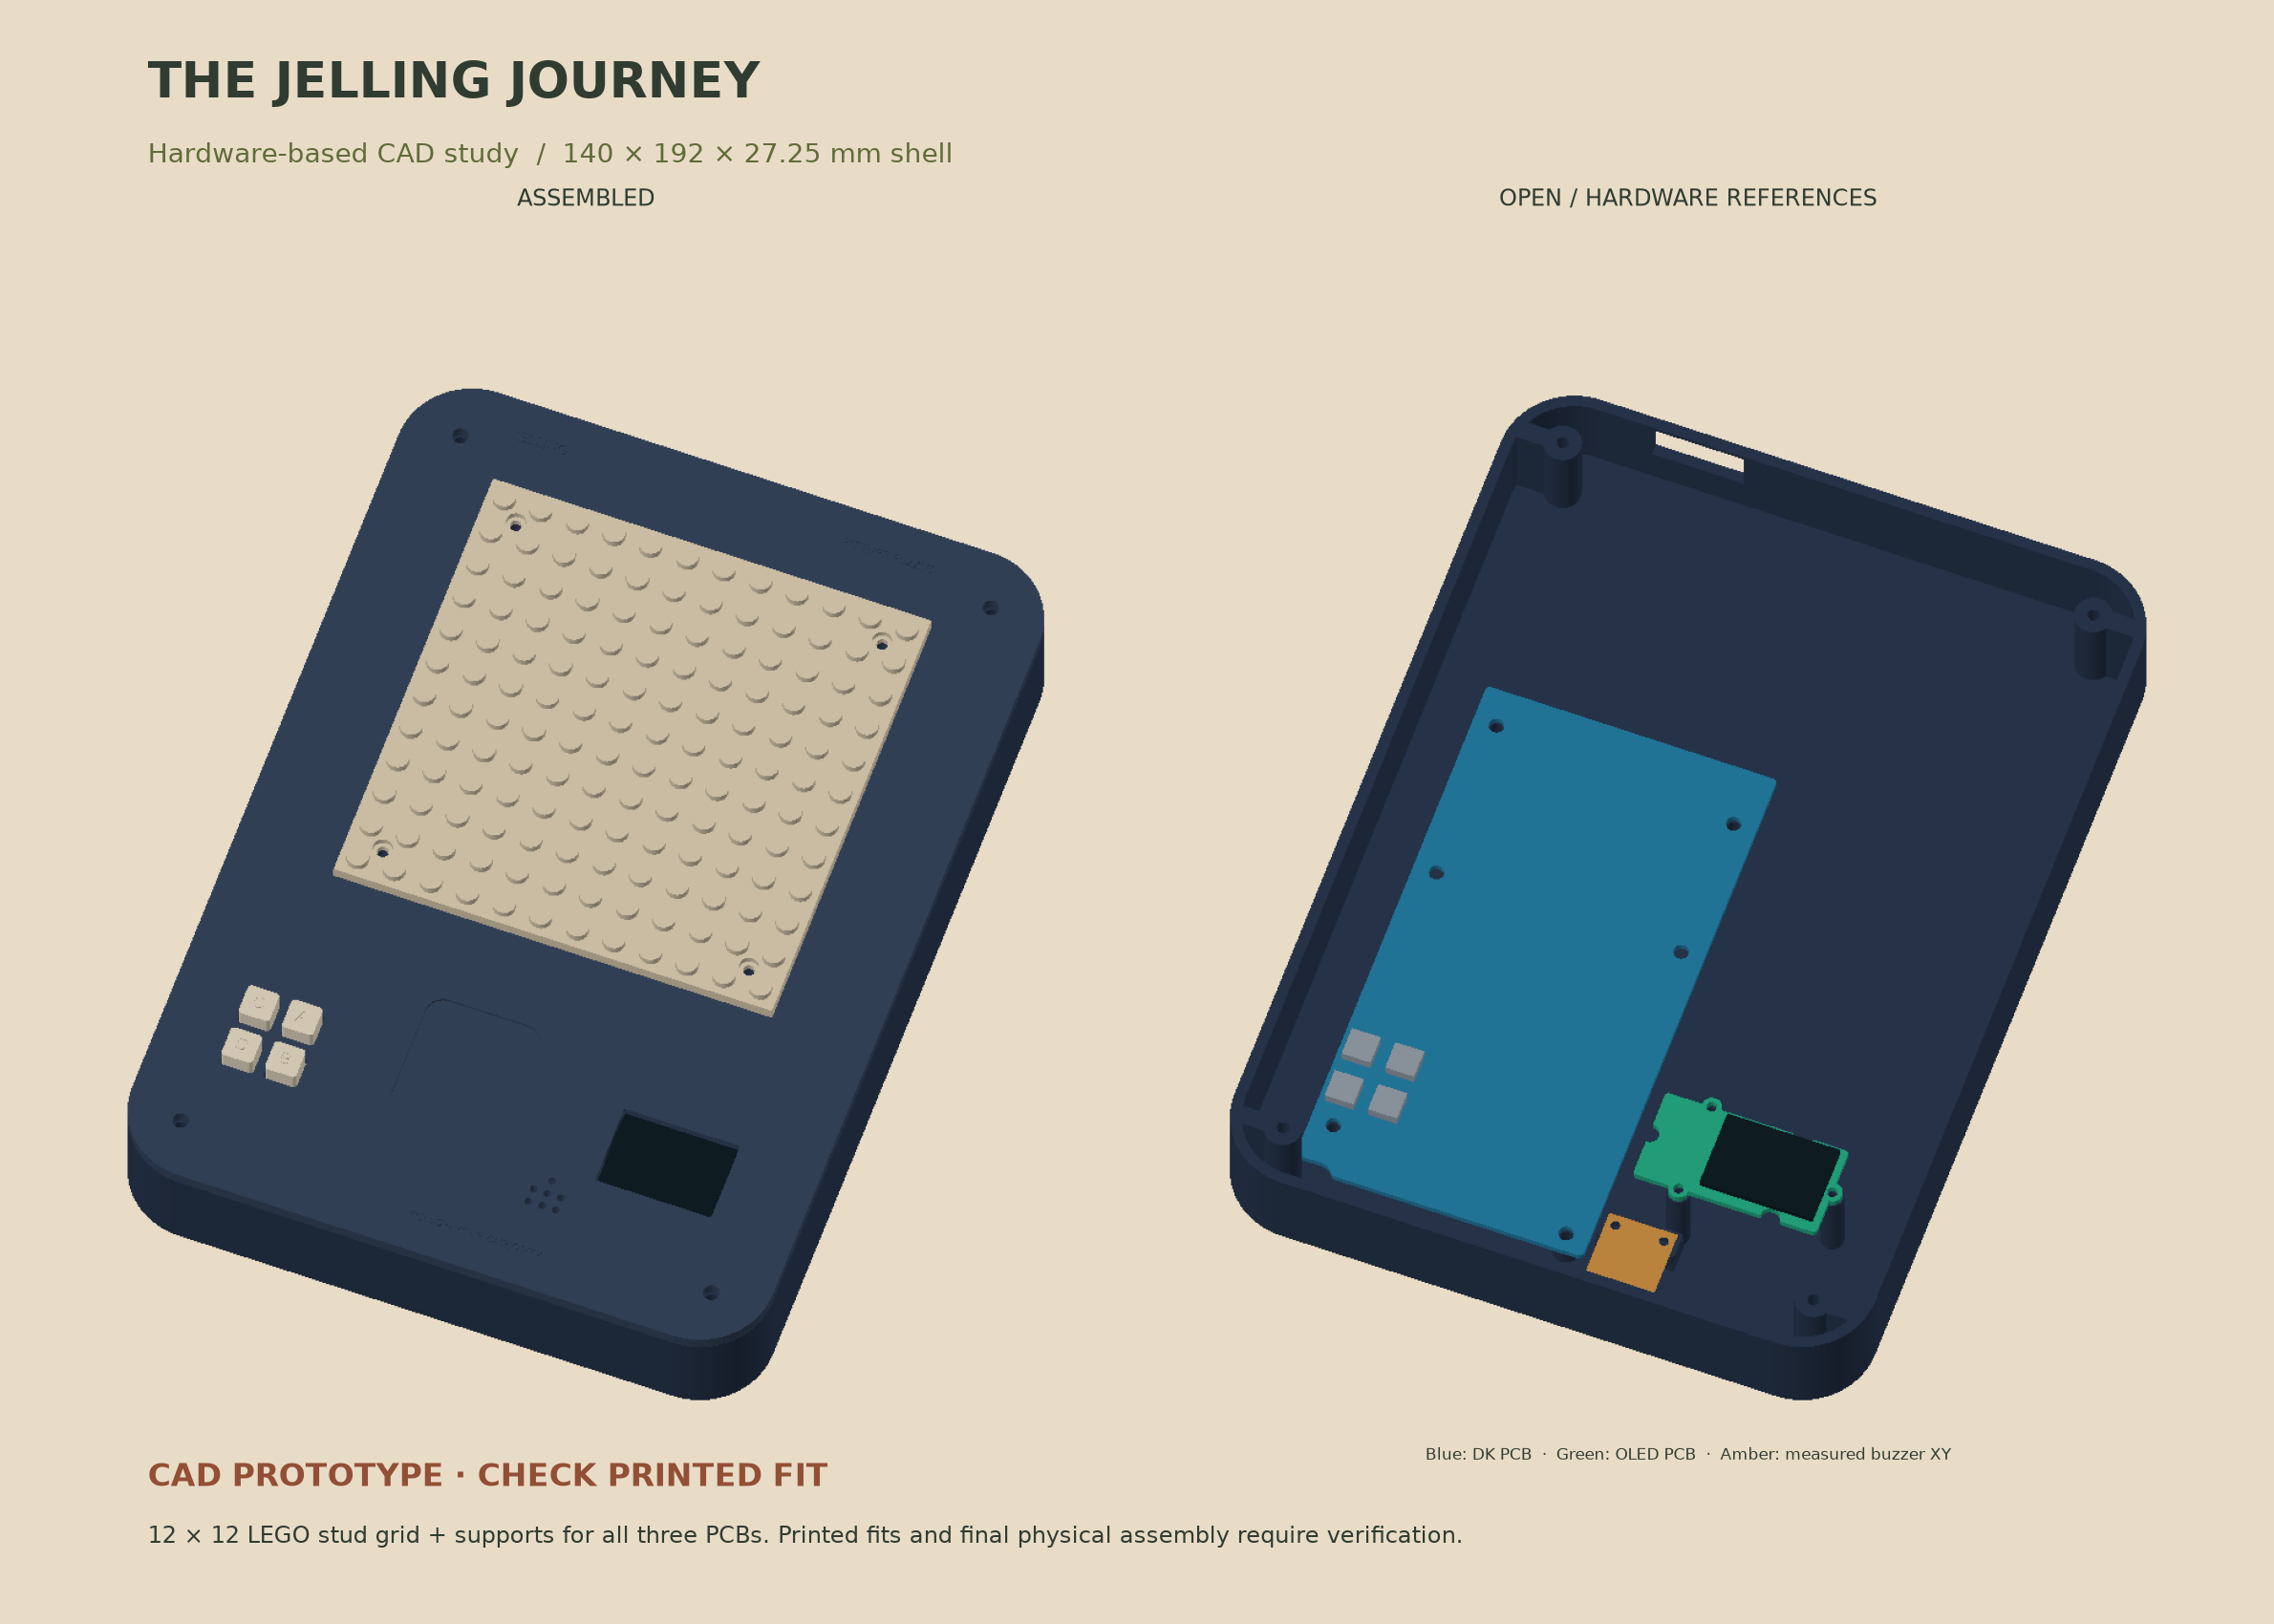 THE JELLING JOURNEY
Hardware-based CAD study / 140 × 192 × 27.25 mm shell
ASSEMBLED
OPEN / HARDWARE REFERENCES
C A
D B
Blue: DK PCB · Green: OLED PCB · Amber: measured buzzer XY
CAD PROTOTYPE · CHECK PRINTED FIT
12 × 12 LEGO stud grid + supports for all three PCBs. Printed fits and final physical assembly require verification.